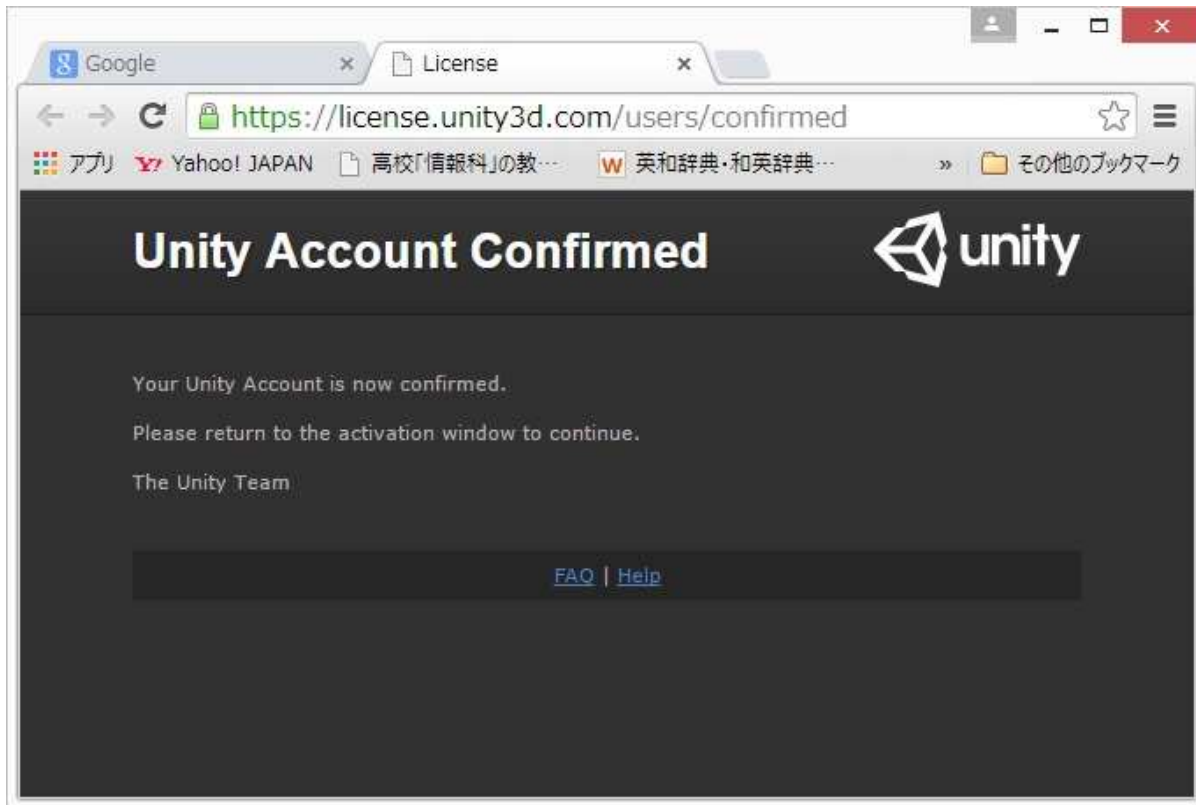 Google
License
https://license.unity3d.com/users/confirmed
アプリ Yahoo! JAPAN 高校「情報科」の教… 英和辞典・和英辞典… » その他のブックマーク
Unity Account Confirmed unity
Your Unity Account is now confirmed.
Please return to the activation window to continue.
The Unity Team
FAQ | Help